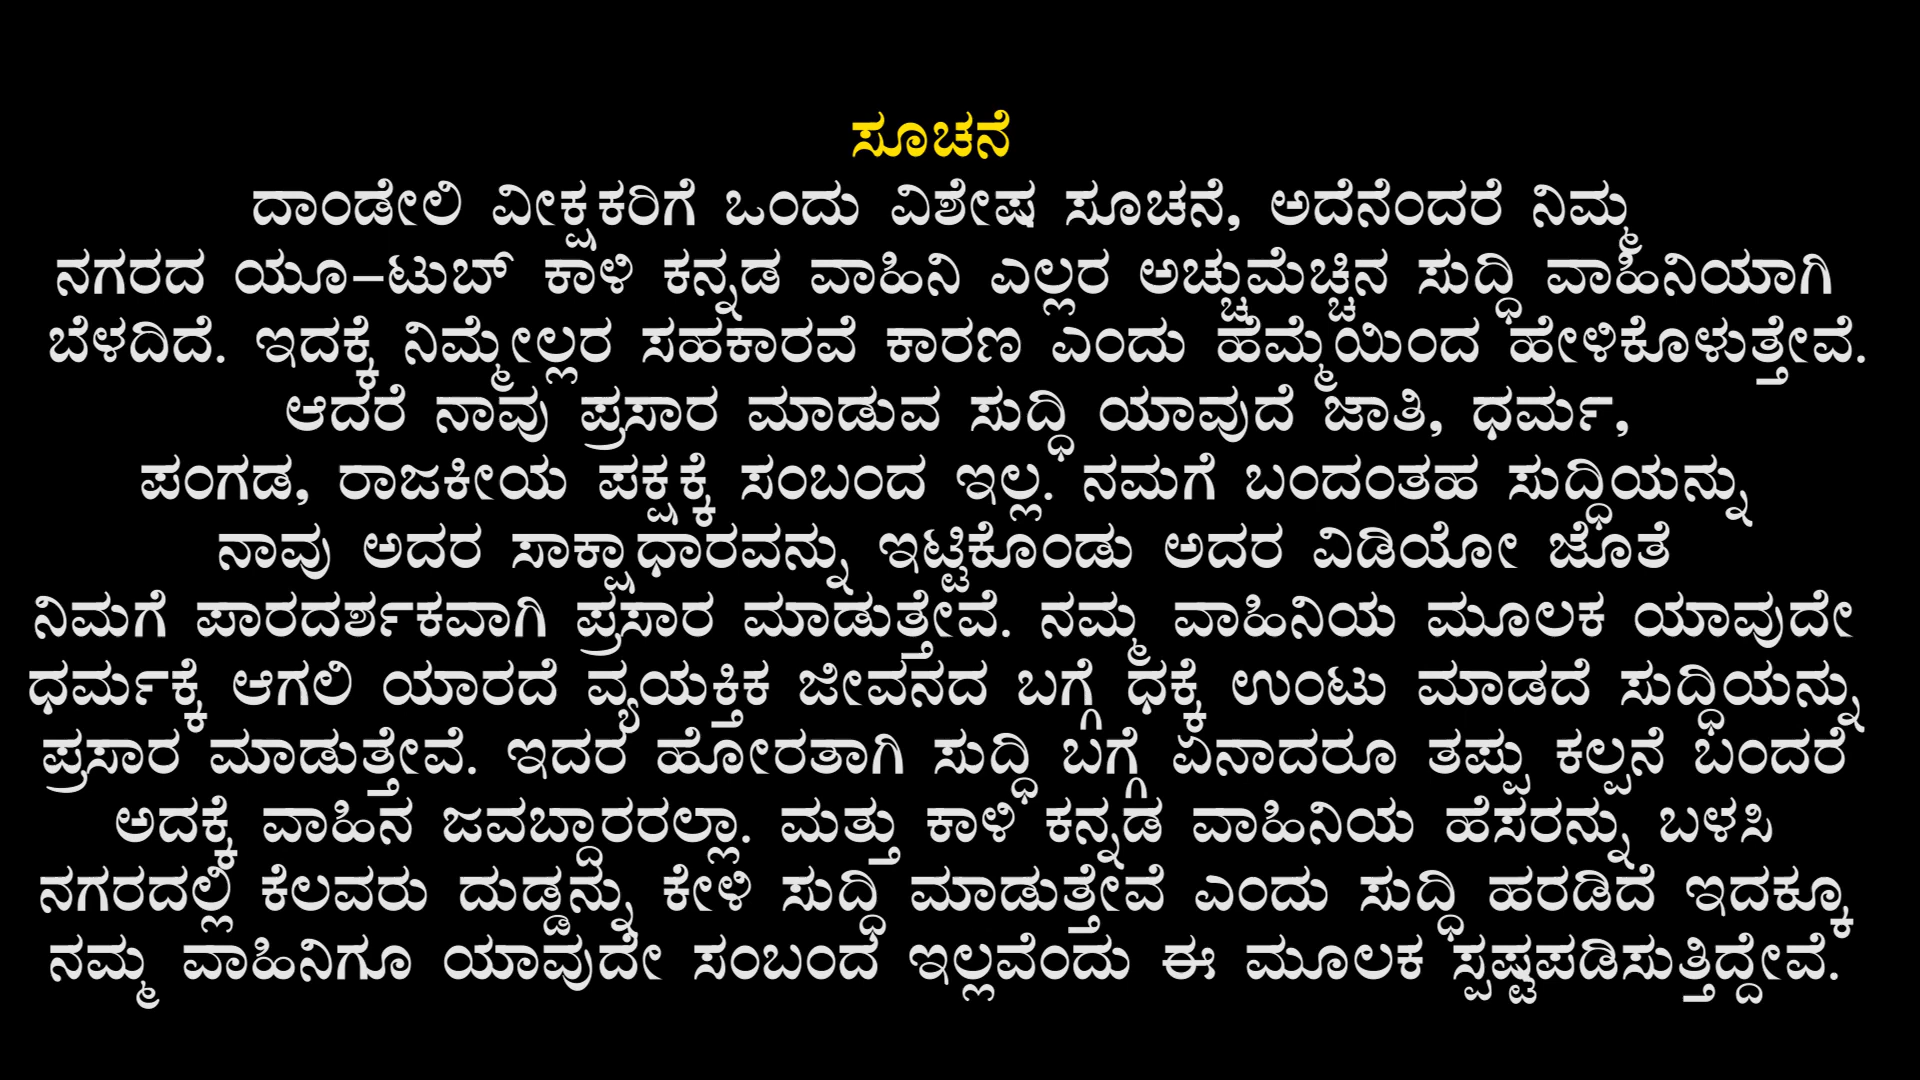 ಸೂಚನೆ
ದಾಂಡೇಲಿ ವೀಕ್ಷಕರಿಗೆ ಒಂದು ವಿಶೇಷ ಸೂಚನೆ, ಅದೆನೆಂದರೆ ನಿಮ್ಮ
ನಗರದ ಯೂ-ಟುಬ್ ಕಾಳಿ ಕನ್ನಡ ವಾಹಿನಿ ಎಲ್ಲರ ಅಚ್ಚುಮೆಚ್ಚಿನ ಸುದ್ಧಿ ವಾಹಿನಿಯಾಗಿ
ಬೆಳದಿದೆ. ಇದಕ್ಕೆ ನಿಮ್ಮೇಲ್ಲರ ಸಹಕಾರವೆ ಕಾರಣ ಎಂದು ಹೆಮ್ಮೆಯಿಂದ ಹೇಳಿಕೊಳುತ್ತೇವೆ.
ಆದರೆ ನಾವು ಪ್ರಸಾರ ಮಾಡುವ ಸುದ್ಧಿ ಯಾವುದೆ ಜಾತಿ, ಧರ್ಮ,
ಪಂಗಡ, ರಾಜಕೀಯ ಪಕ್ಷಕ್ಕೆ ಸಂಬಂದ ಇಲ್ಲ. ನಮಗೆ ಬಂದಂತಹ ಸುದ್ಧಿಯನ್ನು
ನಾವು ಅದರ ಸಾಕ್ಷಾಧಾರವನ್ನು ಇಟ್ಟಿಕೊಂಡು ಅದರ ವಿಡಿಯೋ ಜೊತೆ
ನಿಮಗೆ ಪಾರದರ್ಶಕವಾಗಿ ಪ್ರಸಾರ ಮಾಡುತ್ತೇವೆ. ನಮ್ಮ ವಾಹಿನಿಯ ಮೂಲಕ ಯಾವುದೇ
ಧರ್ಮಕ್ಕೆ ಆಗಲಿ ಯಾರದೆ ವ್ಯಯಕ್ತಿಕ ಜೀವನದ ಬಗ್ಗೆ ಧಕ್ಕೆ ಉಂಟು ಮಾಡದೆ ಸುದ್ಧಿಯನ್ನು
ಪ್ರಸಾರ ಮಾಡುತ್ತೇವೆ. ಇದರ ಹೋರತಾಗಿ ಸುದ್ಧಿ ಬಗ್ಗೆ ಏನಾದರೂ ತಪ್ಪು ಕಲ್ಪನೆ ಬಂದರೆ
ಅದಕ್ಕೆ ವಾಹಿನ ಜವಬ್ದಾರರಲ್ಲಾ. ಮತ್ತು ಕಾಳಿ ಕನ್ನಡ ವಾಹಿನಿಯ ಹೆಸರನ್ನು ಬಳಸಿ
ನಗರದಲ್ಲಿ ಕೆಲವರು ದುಡ್ಡನ್ನು ಕೇಳಿ ಸುದ್ಧಿ ಮಾಡುತ್ತೇವೆ ಎಂದು ಸುದ್ಧಿ ಹರಡಿದೆ ಇದಕ್ಕೂ
ನಮ್ಮ ವಾಹಿನಿಗೂ ಯಾವುದೇ ಸಂಬಂದ ಇಲ್ಲವೆಂದು ಈ ಮೂಲಕ ಸ್ಪಷ್ಟಪಡಿಸುತ್ತಿದ್ದೇವೆ.